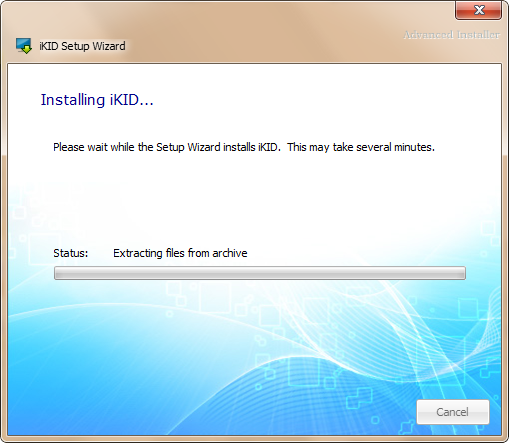 Advanced Installer
iKID Setup Wizard
Installing iKID...
Please wait while the Setup Wizard installs iKID.  This may take several minutes.
Status: Extracting files from archive
Cancel